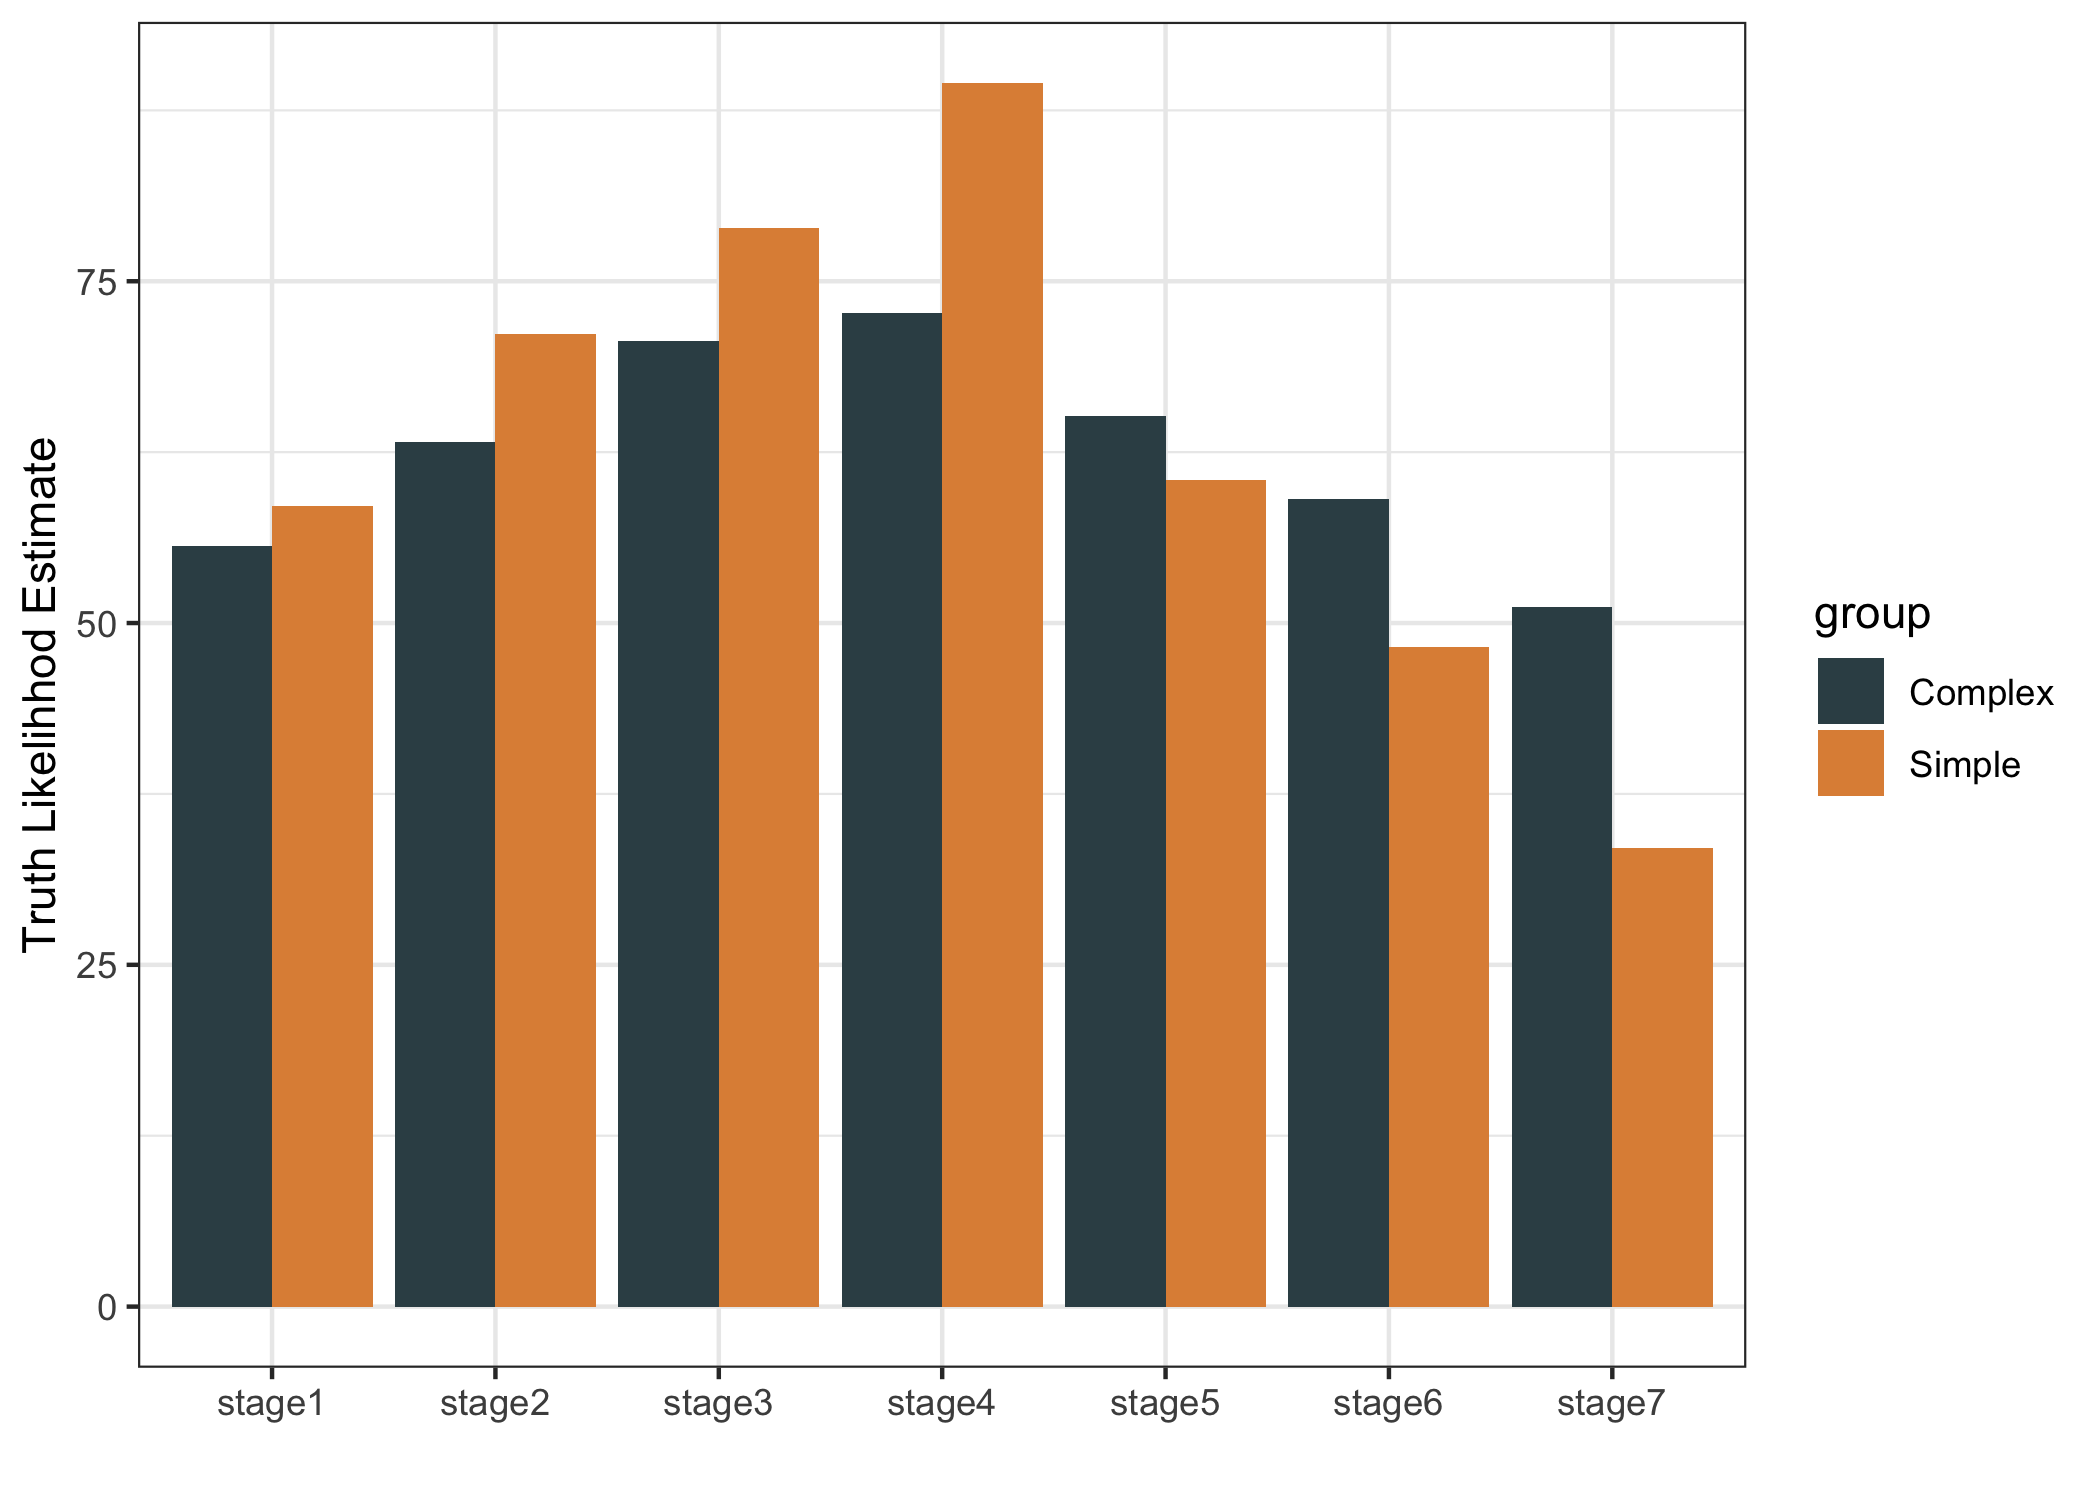 Truth Likelihhod Estimate
75
50
25
0
stage1 stage2 stage3 stage4 stage5 stage6 stage7
group
Complex
Simple